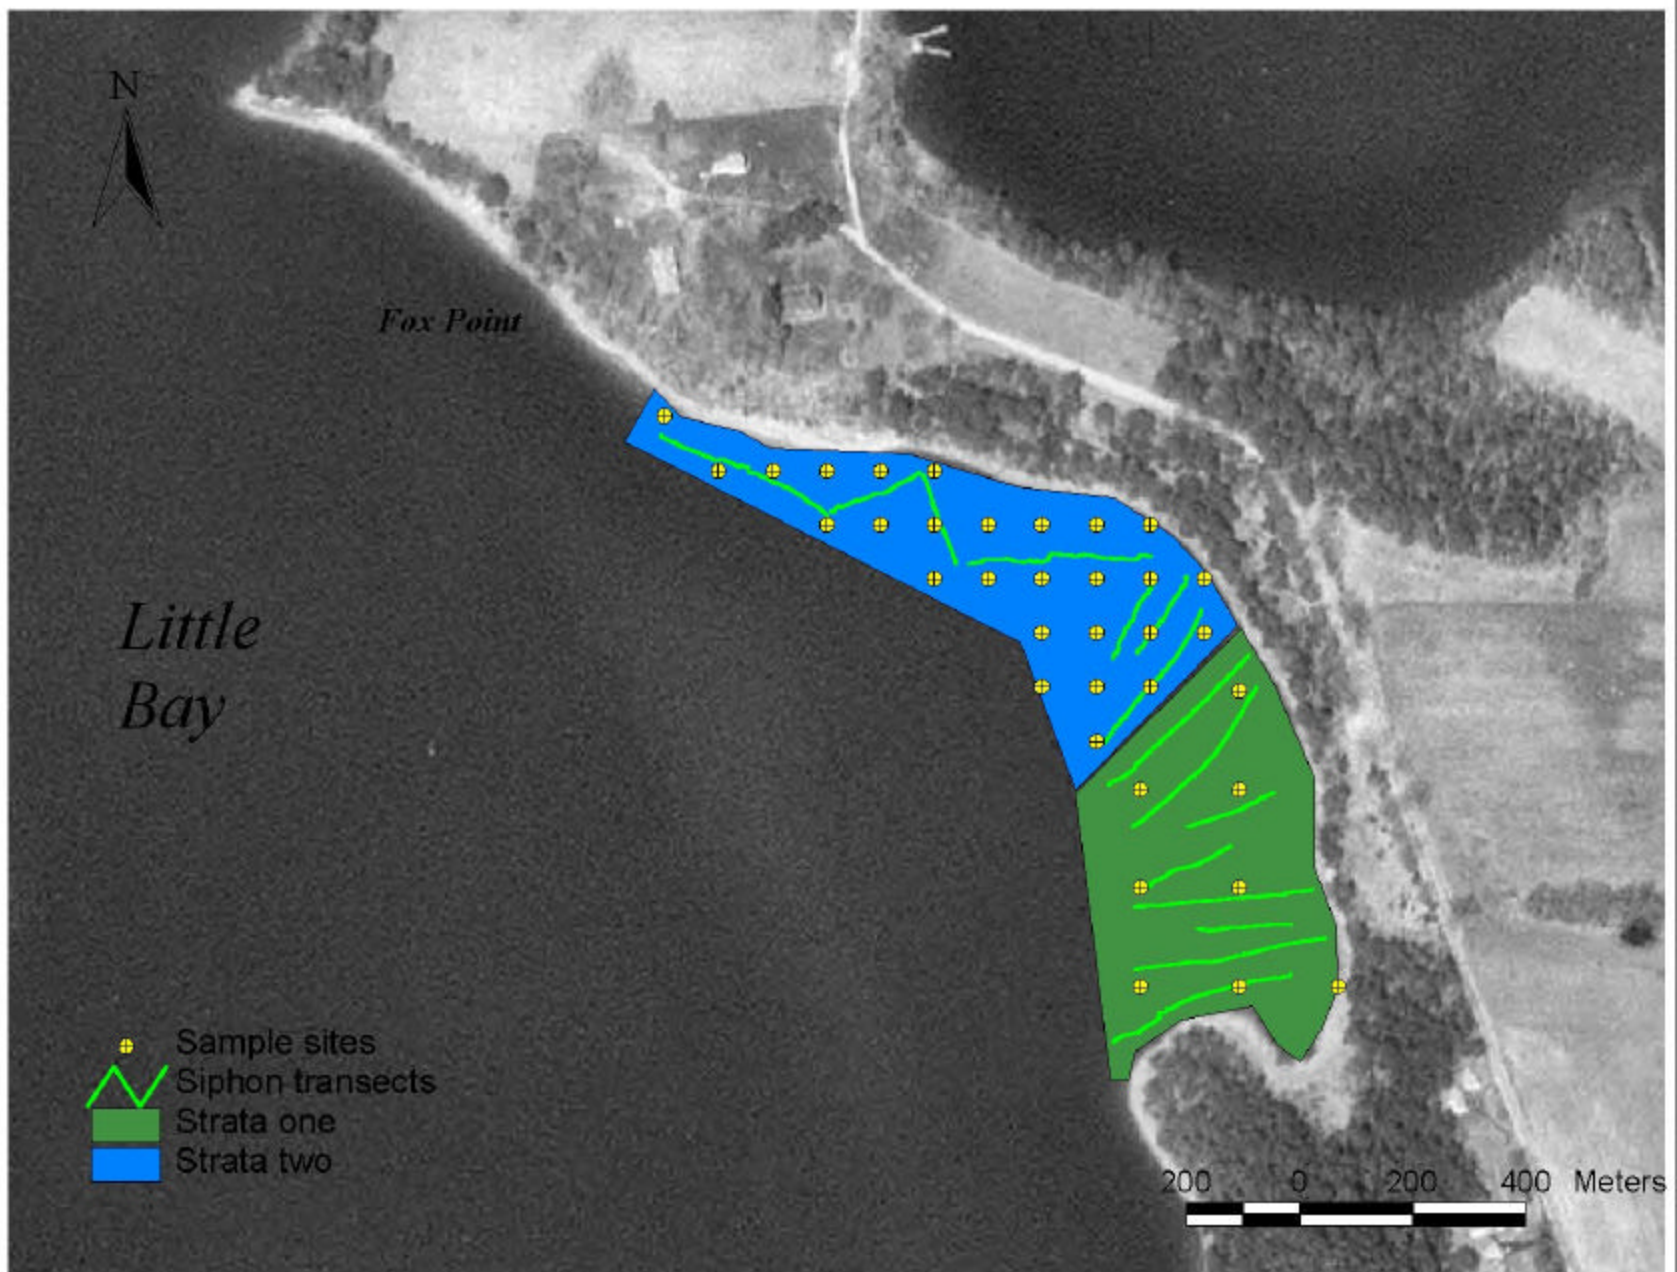 N
Fox Point
Little
Bay
Sample sites
Siphon transects
Strata one
Strata two
200 0 200 400 Meters